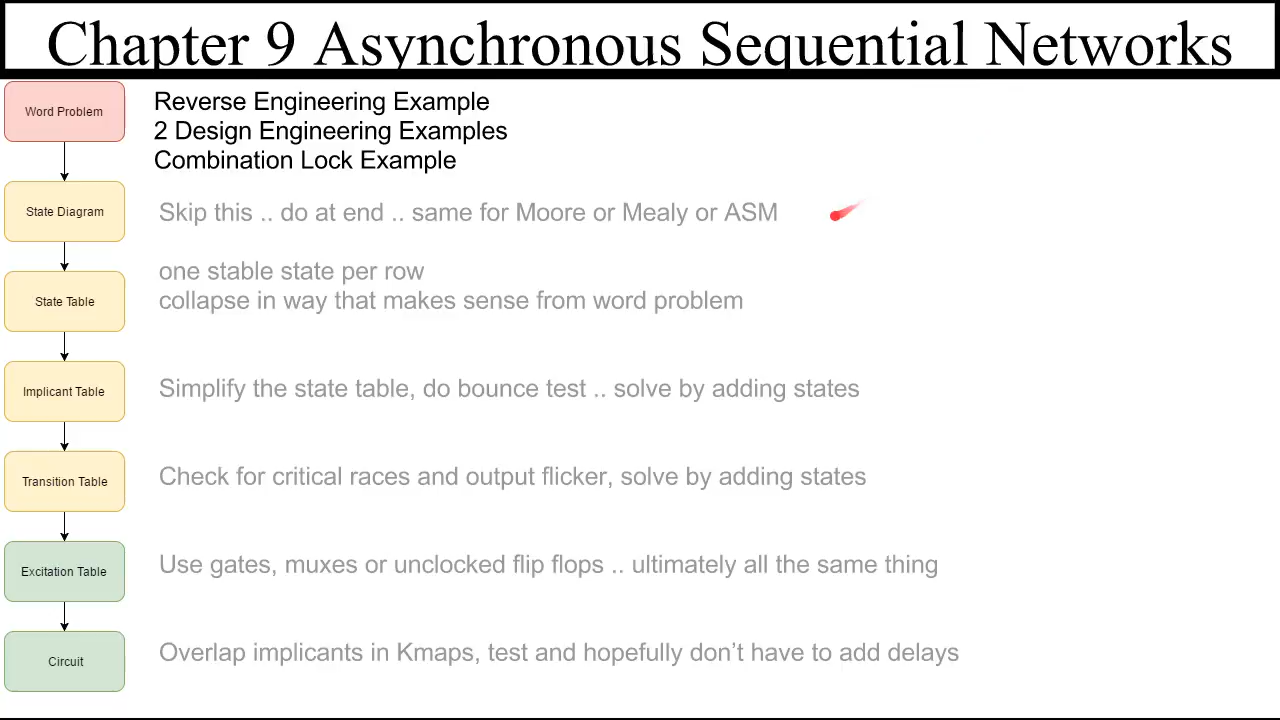 Chapter 9 Asynchronous Sequential Networks
Word Problem
Reverse Engineering Example
2 Design Engineering Examples
Combination Lock Example
State Diagram
Skip this .. do at end .. same for Moore or Mealy or ASM
State Table
one stable state per row
collapse in way that makes sense from word problem
Implicant Table
Simplify the state table, do bounce test .. solve by adding states
Transition Table
Check for critical races and output flicker, solve by adding states
Excitation Table
Use gates, muxes or unclocked flip flops .. ultimately all the same thing
Circuit
Overlap implicants in Kmaps, test and hopefully don’t have to add delays